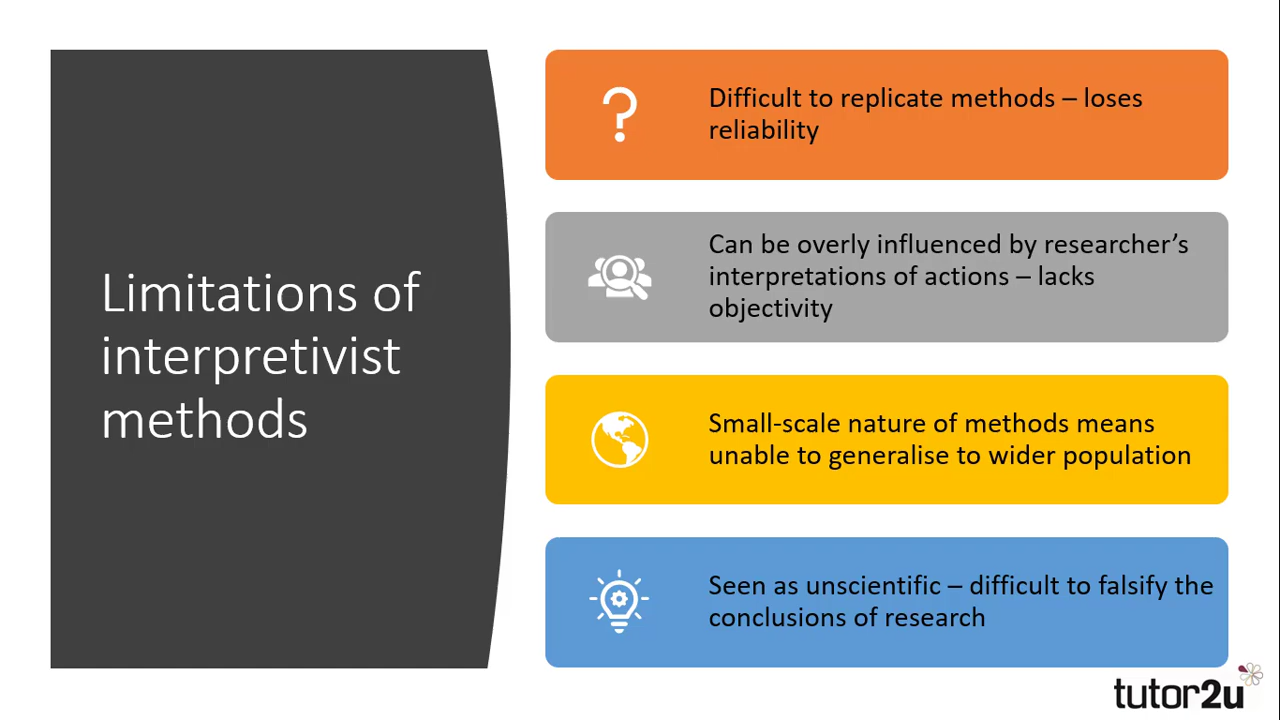 Limitations of
interpretivist
methods
Difficult to replicate methods – loses
reliability
Can be overly influenced by researcher’s
interpretations of actions – lacks
objectivity
Small-scale nature of methods means
unable to generalise to wider population
Seen as unscientific – difficult to falsify the
conclusions of research
tutor2u